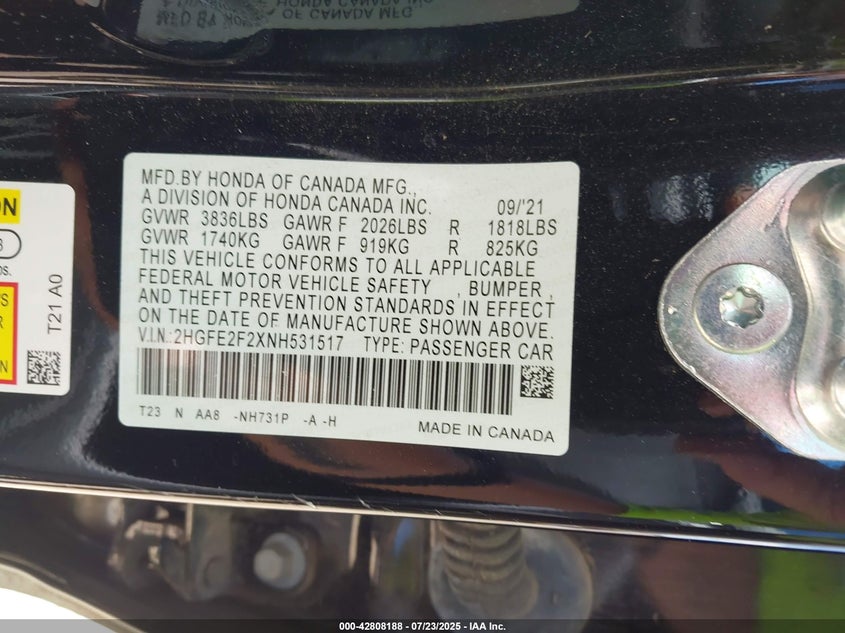 MFD.BY HONDA OF CANADA MFG.,
A DIVISION OF HONDA CANADA INC. 09/'21
GVWR 3836LBS GAWR F 2026LBS R 1818LBS
GVWR 1740KG GAWR F 919KG R 825KG
THIS VEHICLE CONFORMS TO ALL APPLICABLE
FEDERAL MOTOR VEHICLE SAFETY , BUMPER ,
AND THEFT PREVENTION STANDARDS IN EFFECT
ON THE DATE OF MANUFACTURE SHOWN ABOVE.
V.I.N.:2HGFE2F2XNH531517 TYPE: PASSENGER CAR
T23 N AA8 -NH731P -A -H
MADE IN CANADA
T21 A0
000-42808188 - 07/23/2025 - IAA Inc.